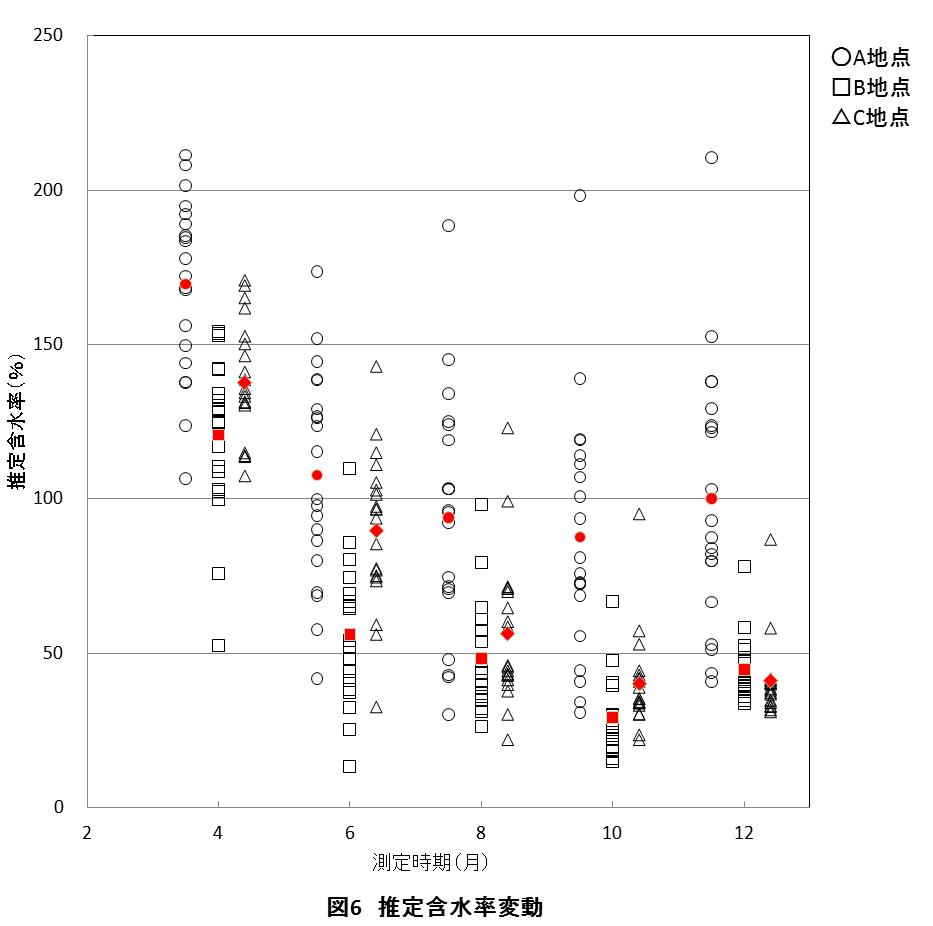 250
200
150
100
50
0
推定含水率(%)
2 4 6 8 10 12
測定時期(月)
○A地点
□B地点
△C地点
図6 推定含水率変動